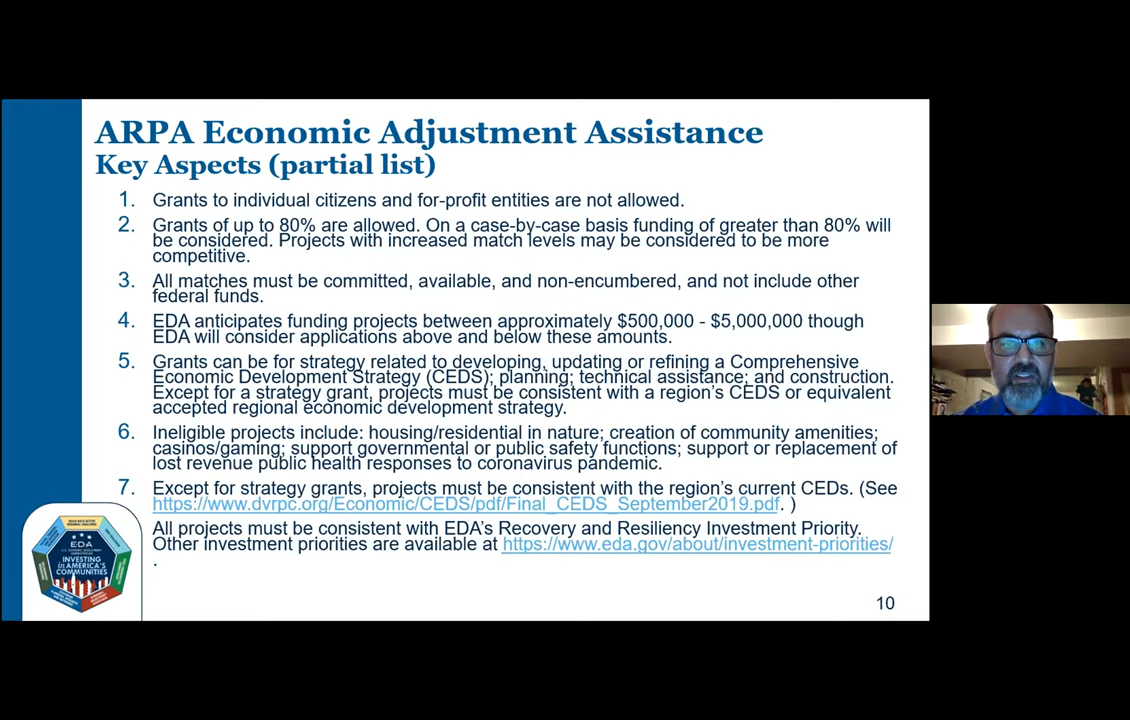 ARPA Economic Adjustment Assistance
Key Aspects (partial list)
1. Grants to individual citizens and for-profit entities are not allowed.
2. Grants of up to 80% are allowed. On a case-by-case basis funding of greater than 80% will
be considered. Projects with increased match levels may be considered to be more
competitive.
3. All matches must be committed, available, and non-encumbered, and not include other
federal funds.
4. EDA anticipates funding projects between approximately $500,000 - $5,000,000 though
EDA will consider applications above and below these amounts.
5. Grants can be for strategy related to developing, updating or refining a Comprehensive
Economic Development Strategy (CEDS); planning; technical assistance; and construction.
Except for a strategy grant, projects must be consistent with a region's CEDS or equivalent
accepted regional economic development strategy.
6. Ineligible projects include: housing/residential in nature; creation of community amenities;
casinos/gaming; support governmental or public safety functions; support or replacement of
lost revenue public health responses to coronavirus pandemic.
7. Except for strategy grants, projects must be consistent with the region's current CEDs. (See
https://www.dvrpc.org/Economic/CEDS/pdf/Final_CEDS_September2019.pdf. )
All projects must be consistent with EDA's Recovery and Resiliency Investment Priority.
Other investment priorities are available at https://www.eda.gov/about/investment-priorities/
.
EDA
INVESTING
in AMERICA'S
COMMUNITIES
10